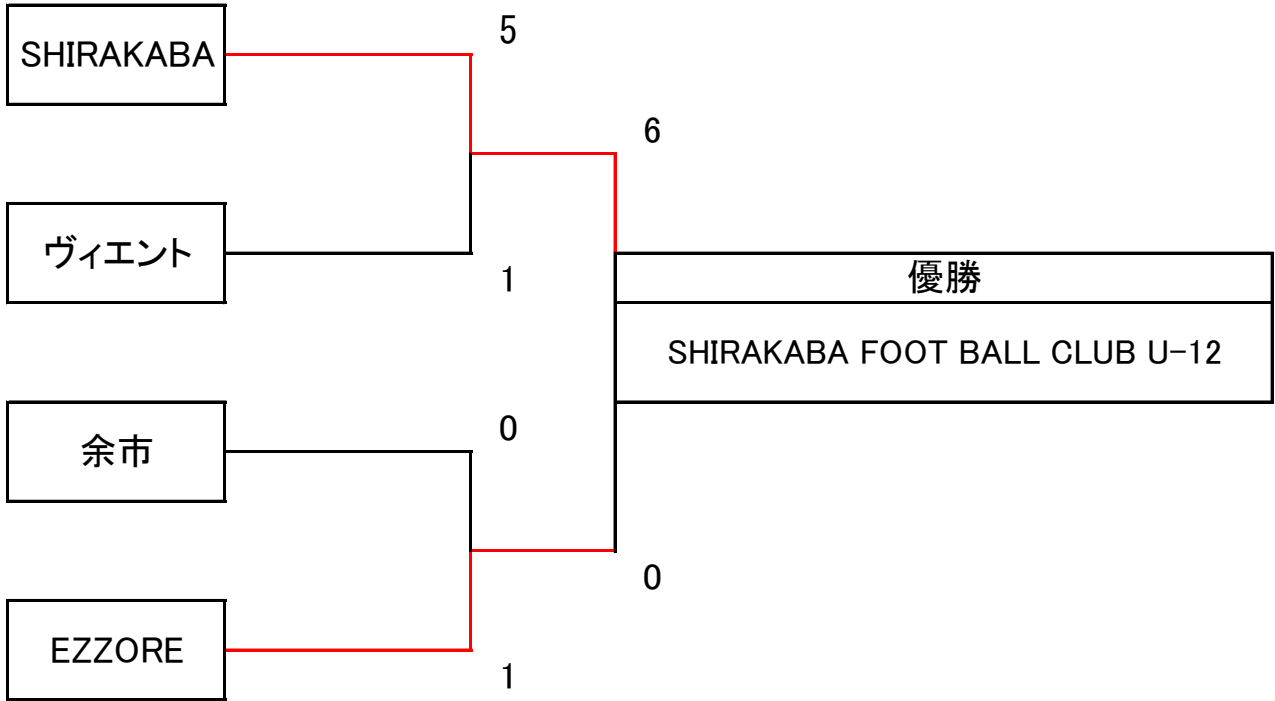 SHIRAKABA
5
6
ヴィエント
1
優勝
SHIRAKABA FOOT BALL CLUB U-12
余市
0
0
EZZORE
1